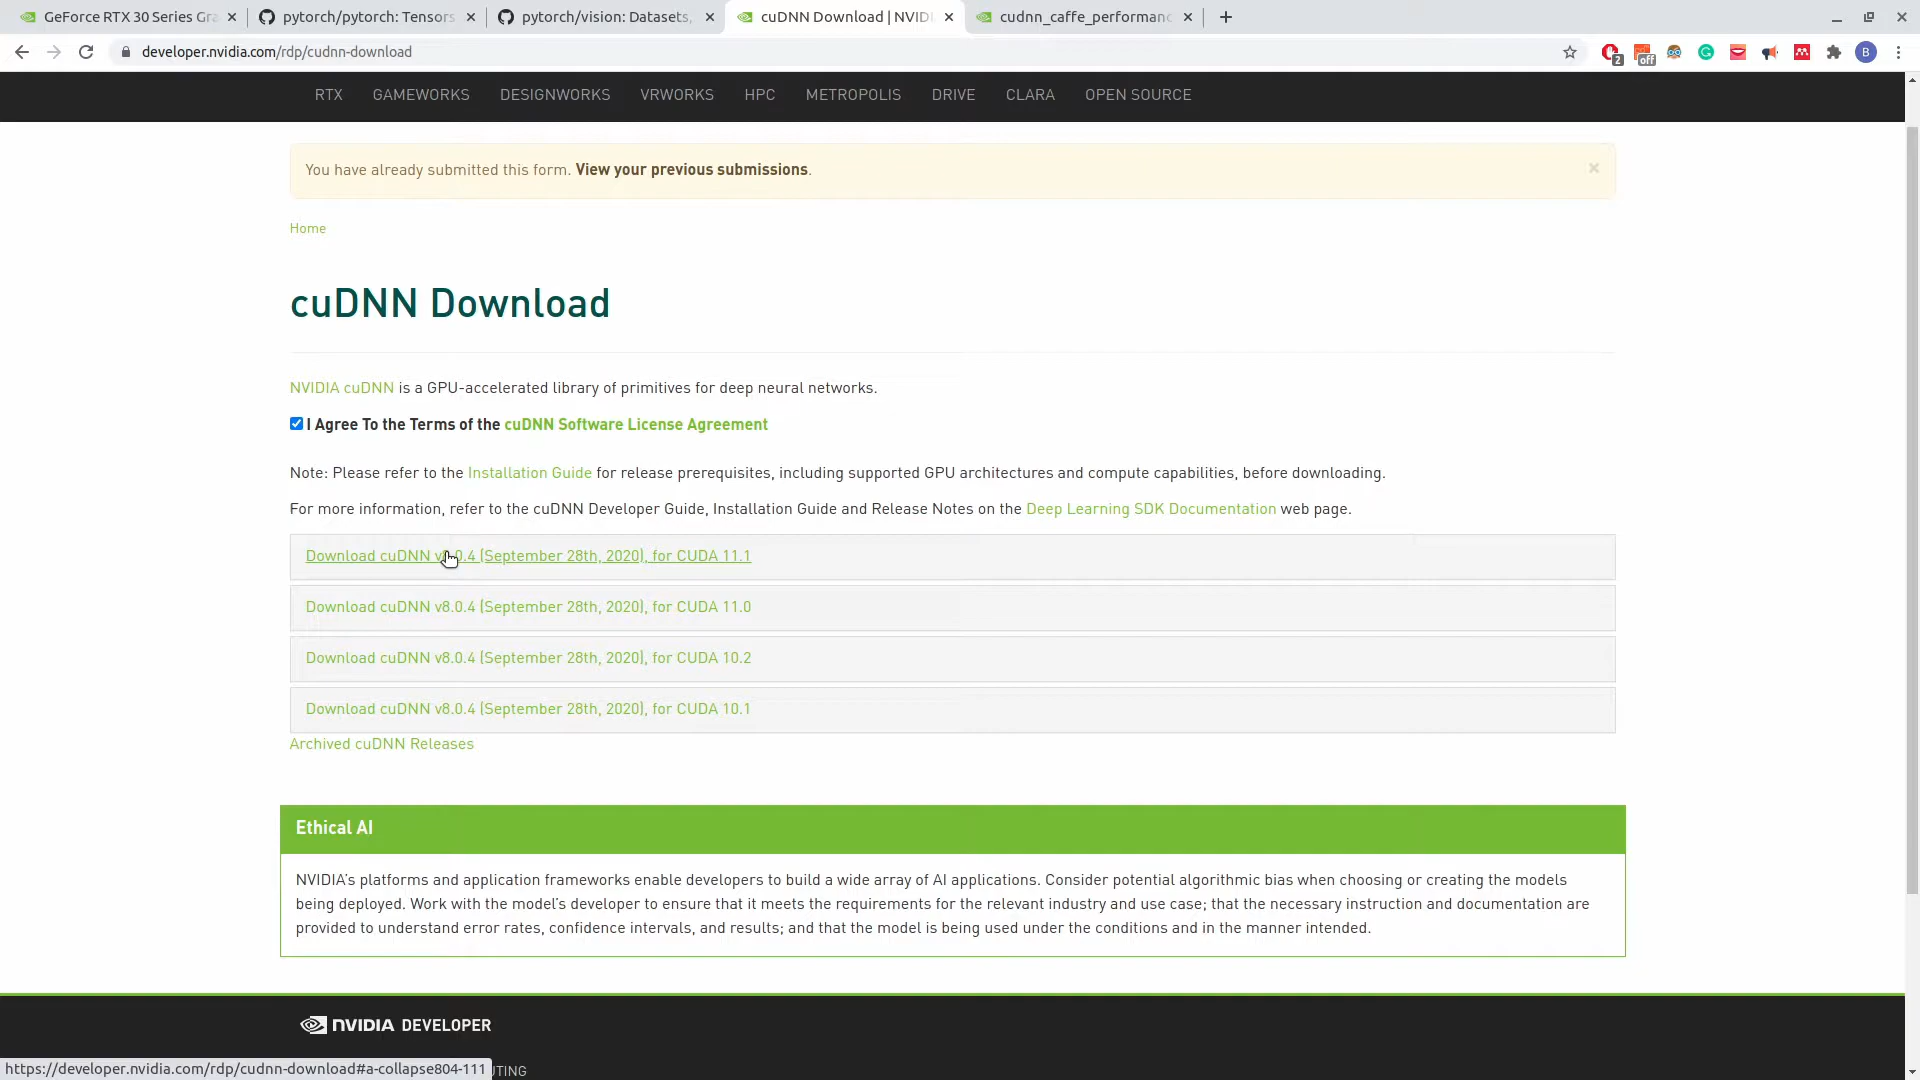 GeForce RTX 30 Series Gra
pytorch/pytorch: Tensors
pytorch/vision: Datasets,
cuDNN Download | NVIDI
cudnn_caffe_performanc
developer.nvidia.com/rdp/cudnn-download
2
off
B
RTX GAMEWORKS DESIGNWORKS VRWORKS HPC METROPOLIS DRIVE CLARA OPEN SOURCE
You have already submitted this form. View your previous submissions.
Home
cuDNN Download
NVIDIA cuDNN is a GPU-accelerated library of primitives for deep neural networks.
I Agree To the Terms of the cuDNN Software License Agreement
Note: Please refer to the Installation Guide for release prerequisites, including supported GPU architectures and compute capabilities, before downloading.
For more information, refer to the cuDNN Developer Guide, Installation Guide and Release Notes on the Deep Learning SDK Documentation web page.
Download cuDNN v8.0.4 (September 28th, 2020), for CUDA 11.1
Download cuDNN v8.0.4 (September 28th, 2020), for CUDA 11.0
Download cuDNN v8.0.4 (September 28th, 2020), for CUDA 10.2
Download cuDNN v8.0.4 (September 28th, 2020), for CUDA 10.1
Archived cuDNN Releases
Ethical AI
NVIDIA's platforms and application frameworks enable developers to build a wide array of AI applications. Consider potential algorithmic bias when choosing or creating the models
being deployed. Work with the model's developer to ensure that it meets the requirements for the relevant industry and use case; that the necessary instruction and documentation are
provided to understand error rates, confidence intervals, and results; and that the model is being used under the conditions and in the manner intended.
NVIDIA DEVELOPER
https://developer.nvidia.com/rdp/cudnn-download#a-collapse804-111
UTING